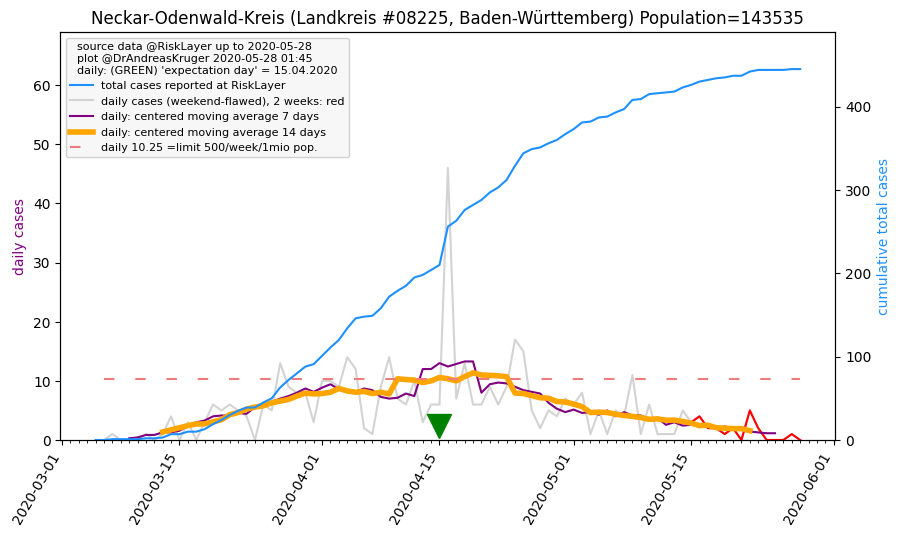 Neckar-Odenwald-Kreis (Landkreis #08225, Baden-Württemberg) Population=143535
source data @RiskLayer up to 2020-05-28
plot @DrAndreasKruger 2020-05-28 01:45
daily: (GREEN) 'expectation day' = 15.04.2020
total cases reported at RiskLayer
daily cases (weekend-flawed), 2 weeks: red
daily: centered moving average 7 days
daily: centered moving average 14 days
daily 10.25 =limit 500/week/1mio pop.
daily cases
60
50
40
30
20
10
0
cumulative total cases
400
300
200
100
0
2020-03-01
2020-03-15
2020-04-01
2020-04-15
2020-05-01
2020-05-15
2020-06-01